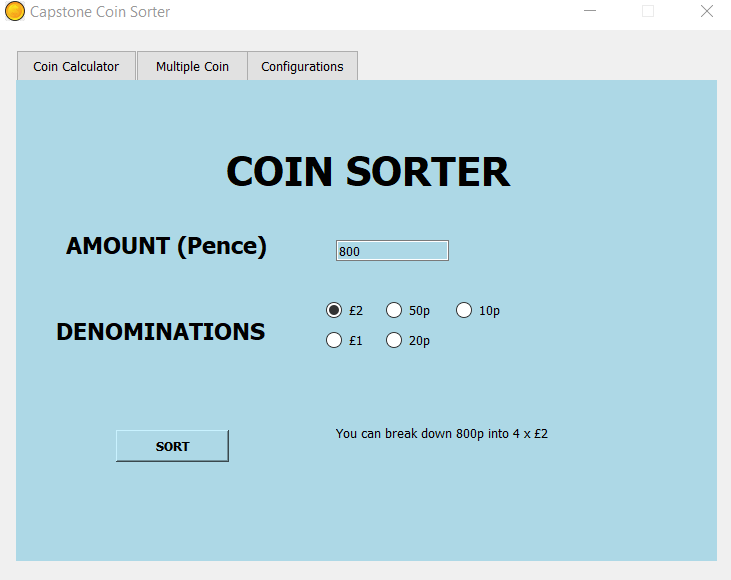 Capstone Coin Sorter
Coin Calculator Multiple Coin Configurations
COIN SORTER
AMOUNT (Pence) 800
£2 50p 10p
DENOMINATIONS
£1 20p
SORT You can break down 800p into 4 x £2